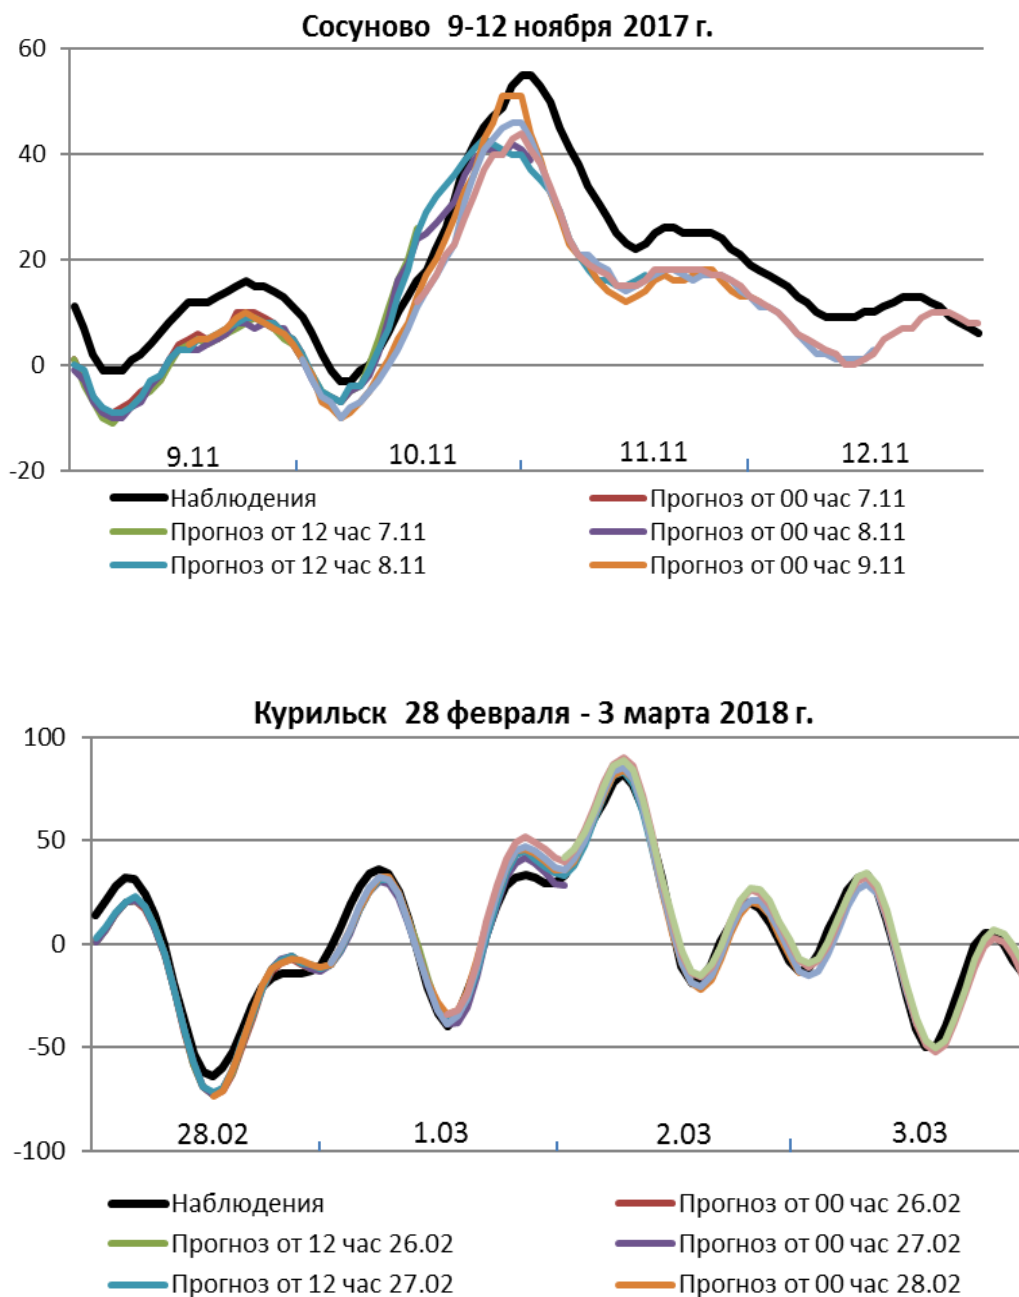 Сосуново 9-12 ноября 2017 г.
60
40
20
0
-20
9.11 10.11 11.11 12.11
Наблюдения Прогноз от 00 час 7.11
Прогноз от 12 час 7.11 Прогноз от 00 час 8.11
Прогноз от 12 час 8.11 Прогноз от 00 час 9.11
Курильск 28 февраля - 3 марта 2018 г.
100
50
0
-50
-100
28.02 1.03 2.03 3.03
Наблюдения Прогноз от 00 час 26.02
Прогноз от 12 час 26.02 Прогноз от 00 час 27.02
Прогноз от 12 час 27.02 Прогноз от 00 час 28.02